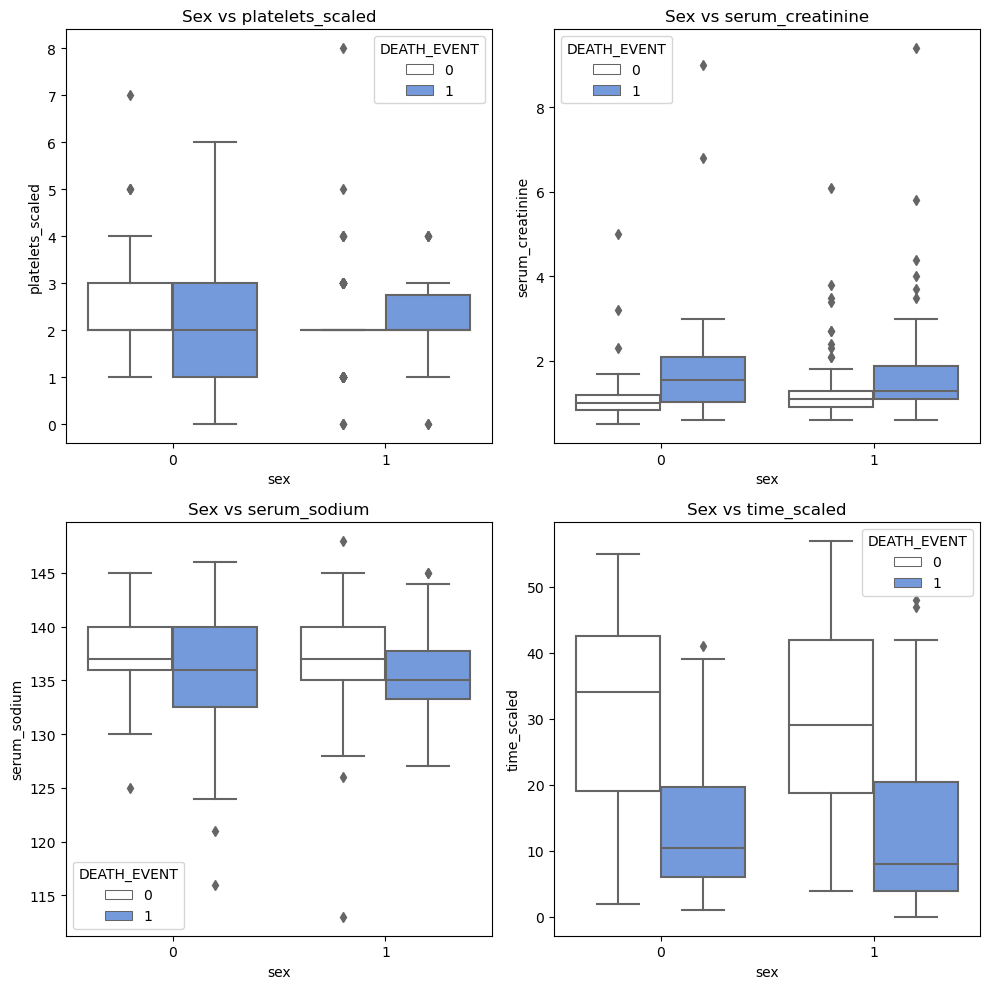 Sex vs platelets_scaled
platelets_scaled
8
7
6
5
4
3
2
1
0
DEATH_EVENT
0
1
0
1
sex
Sex vs serum_creatinine
serum_creatinine
8
6
4
2
DEATH_EVENT
0
1
0
1
sex
Sex vs serum_sodium
serum_sodium
145
140
135
130
125
120
115
DEATH_EVENT
0
1
0
1
sex
Sex vs time_scaled
time_scaled
50
40
30
20
10
0
DEATH_EVENT
0
1
0
1
sex